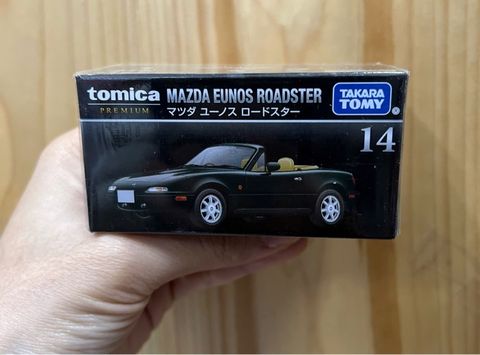 tomica
PREMIUM
MAZDA EUNOS ROADSTER
マツダ ユーノス ロードスター
TAKARA
TOMY
14